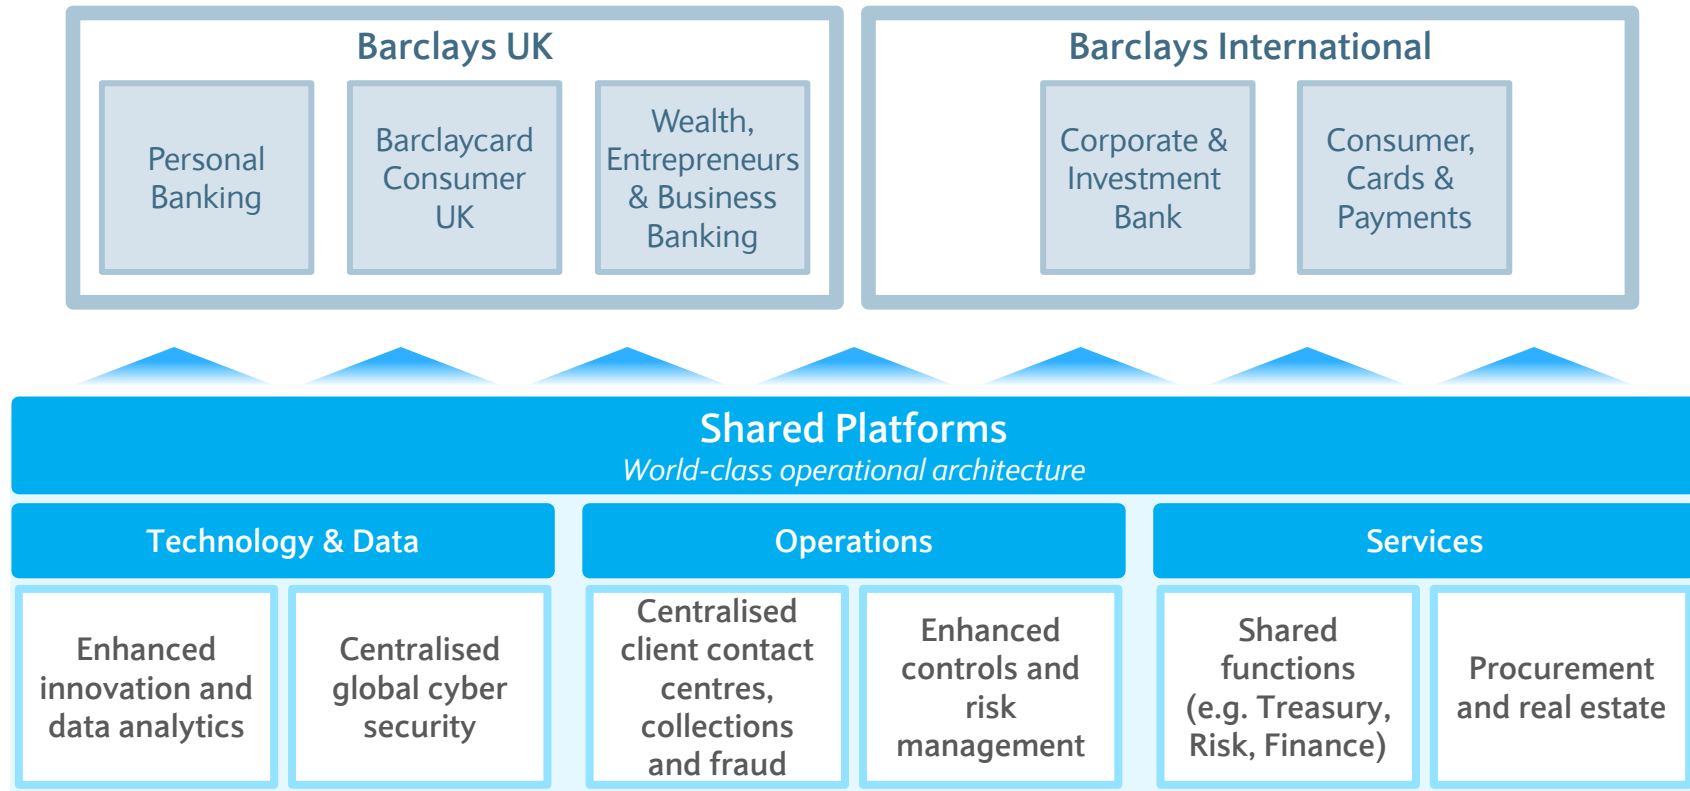 Barclays UK
Personal
Banking
Barclaycard
Consumer
UK
Wealth,
Entrepreneurs
& Business
Banking
Barclays International
Corporate &
Investment
Bank
Consumer,
Cards &
Payments
Shared Platforms
World-class operational architecture
Technology & Data
Enhanced
innovation and
data analytics
Centralised
global cyber
security
Operations
Centralised
client contact
centres,
collections
and fraud
Enhanced
controls and
risk
management
Services
Shared
functions
(e.g. Treasury,
Risk, Finance)
Procurement
and real estate